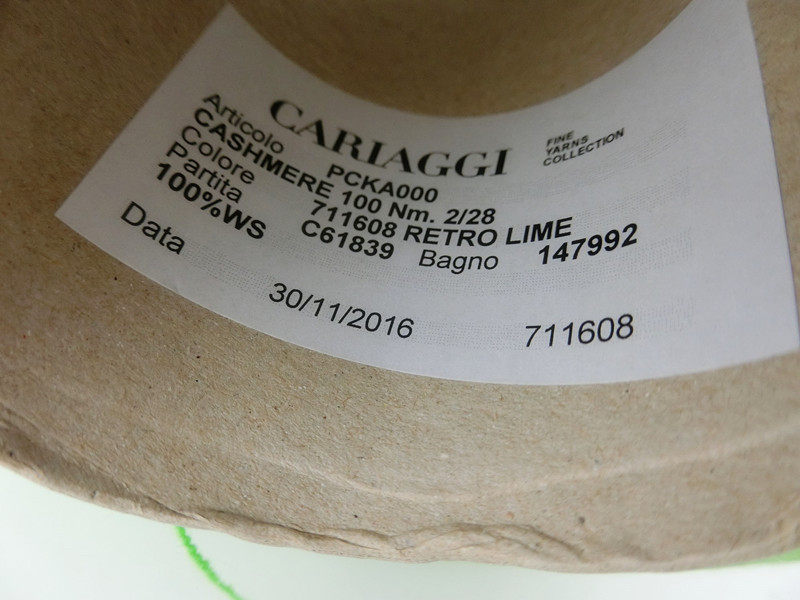 CARIAGGI
FINE
YARNS
COLLECTION
Articolo PCKA000
CASHMERE 100 Nm. 2/28
Colore 711608 RETRO LIME
Partita C61839 Bagno 147992
100%WS
Data 30/11/2016 711608